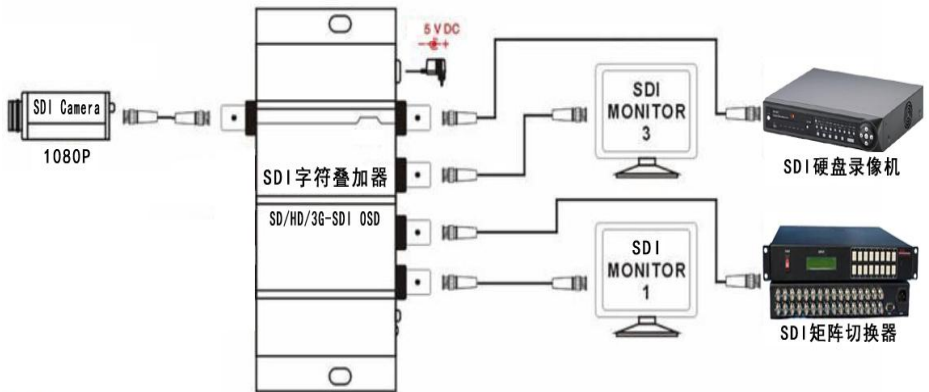 5 V DC
SDI Camera
1080P
SDI字符叠加器
SD/HD/3G-SDI OSD
SDI
MONITOR
3
SDI硬盘录像机
SDI
MONITOR
1
SDI矩阵切换器